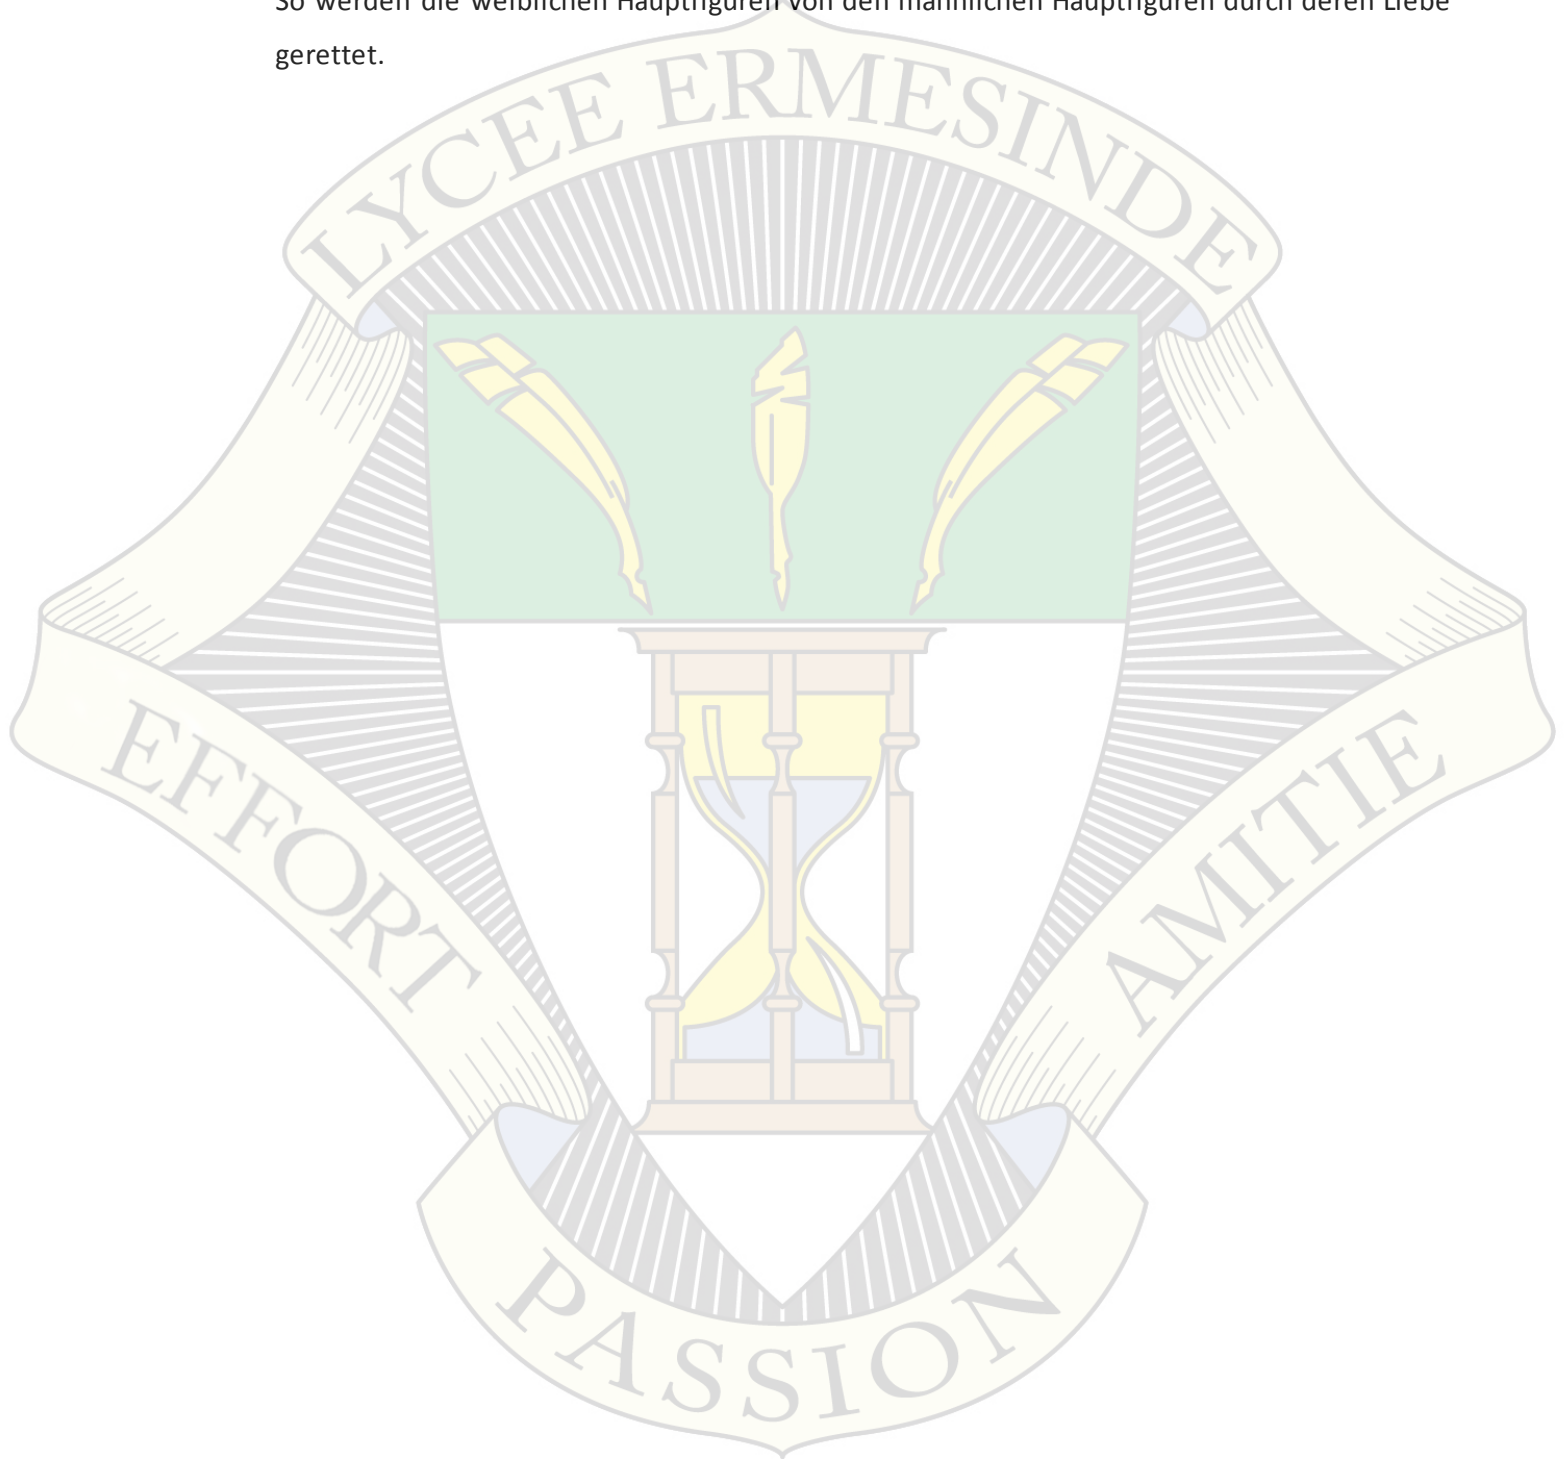 So werden die weiblichen Hauptfiguren von den männlichen Hauptfiguren durch deren Liebe
gerettet.
LYCEE ERMESINDE
EFFORT
AMITIE
PASSION